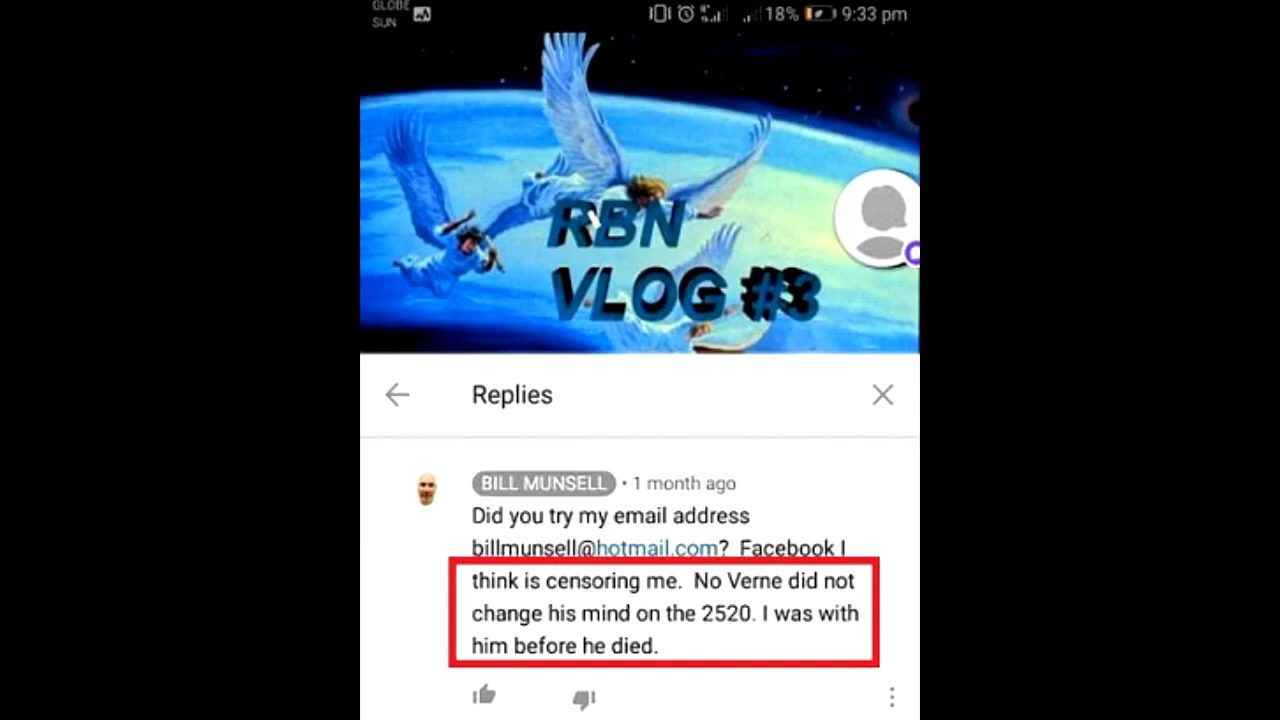 GLOBE
SUN
18% 9:33 pm
RBN
VLOG #3
Replies
BILL MUNSELL • 1 month ago
Did you try my email address
billmunsell@hotmail.com? Facebook I
think is censoring me. No Verne did not
change his mind on the 2520. I was with
him before he died.